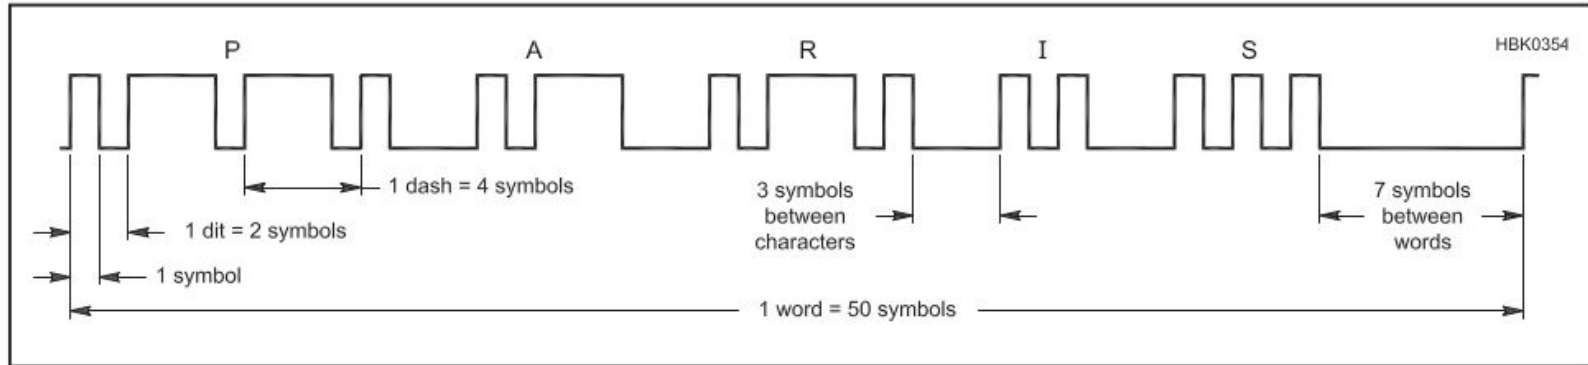 P A R I S
HBK0354
1 dash = 4 symbols
3 symbols
between
characters
7 symbols
between
words
1 dit = 2 symbols
1 symbol
1 word = 50 symbols